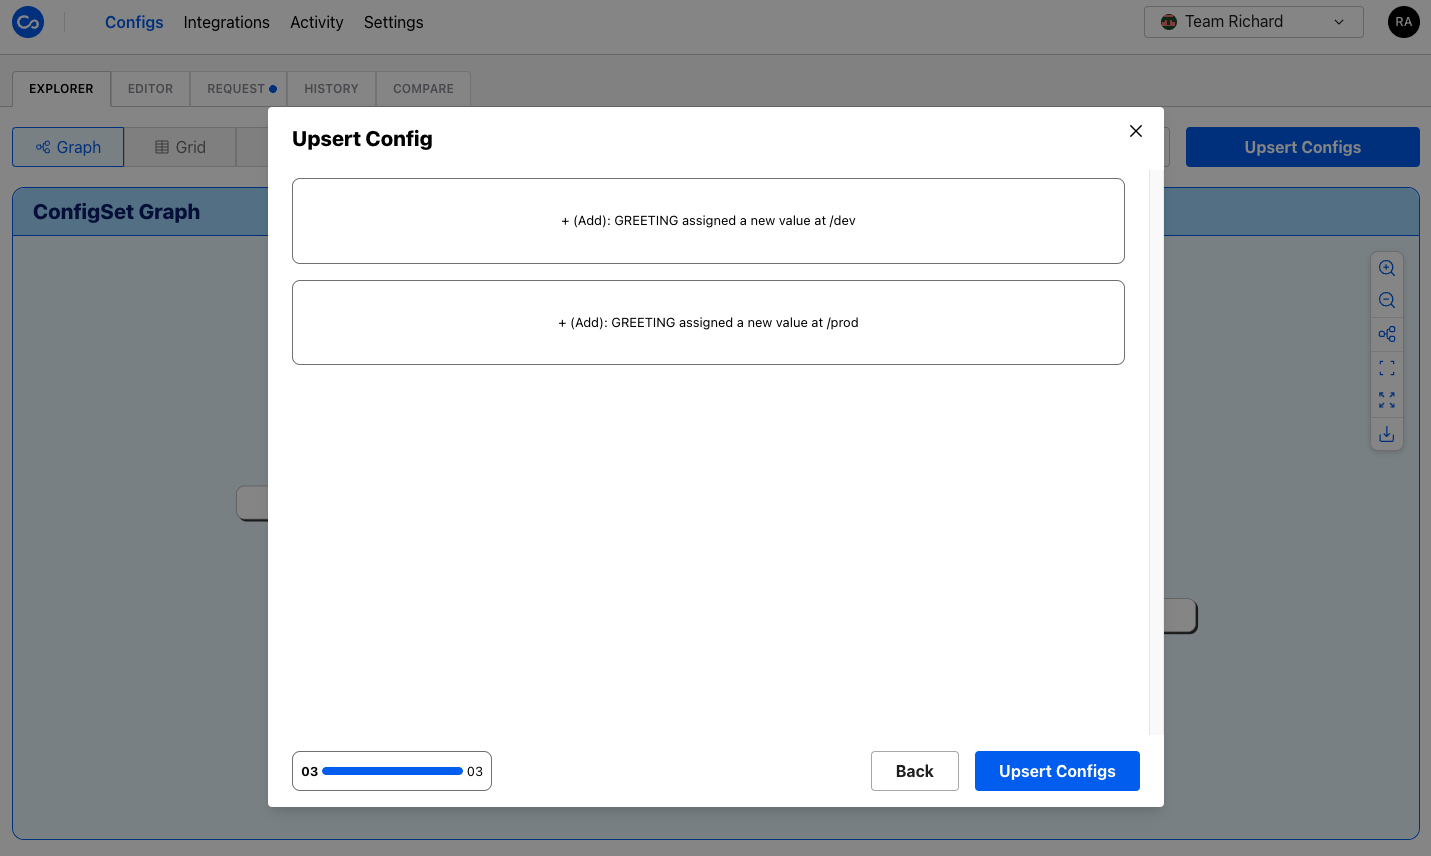 Configs Integrations Activity Settings Team Richard RA
EXPLORER EDITOR REQUEST HISTORY COMPARE
Graph Grid Upsert Configs
ConfigSet Graph
Upsert Config
+ (Add): GREETING assigned a new value at /dev
+ (Add): GREETING assigned a new value at /prod
03 03 Back Upsert Configs